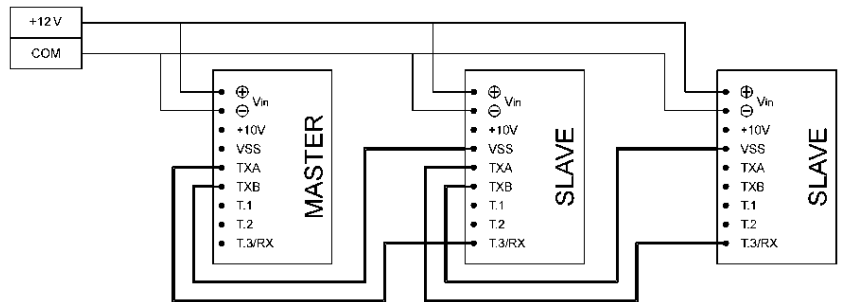 +12V
COM
⊕
Vin
⊖
+10V
VSS
TXA
TXB
T.1
T.2
T.3/RX
MASTER
⊕
Vin
⊖
+10V
VSS
TXA
TXB
T.1
T.2
T.3/RX
SLAVE
⊕
Vin
⊖
+10V
VSS
TXA
TXB
T.1
T.2
T.3/RX
SLAVE